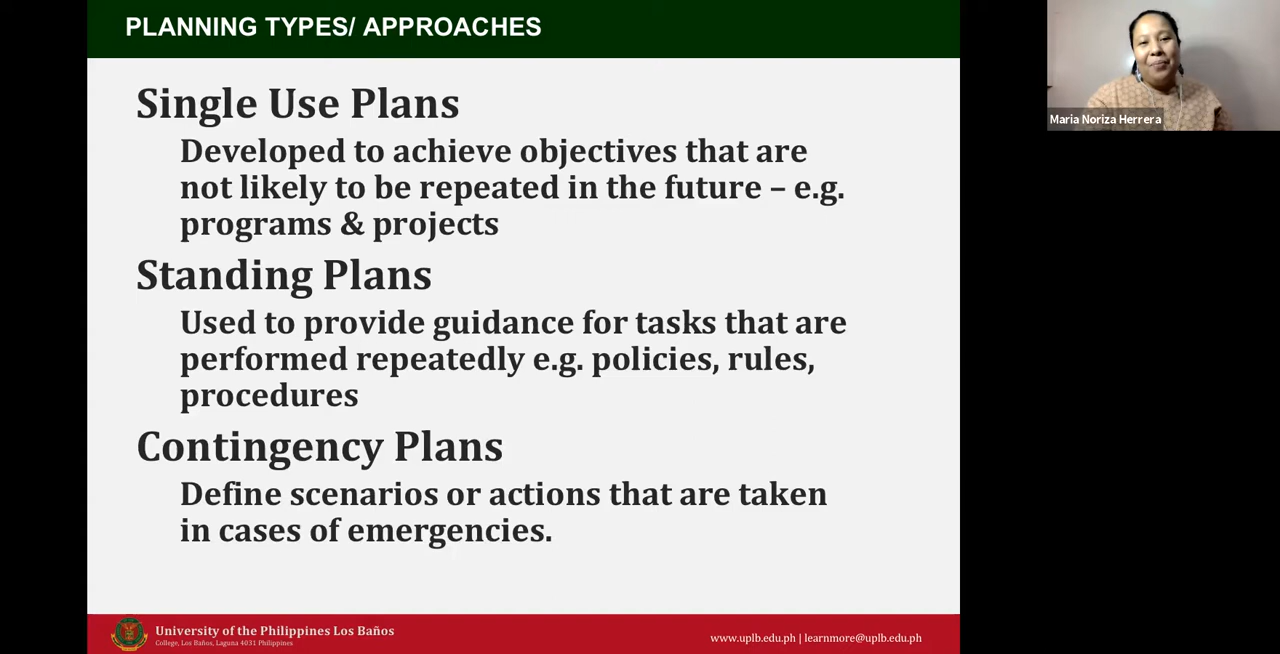 PLANNING TYPES/ APPROACHES
Single Use Plans
Developed to achieve objectives that are
not likely to be repeated in the future – e.g.
programs & projects
Standing Plans
Used to provide guidance for tasks that are
performed repeatedly e.g. policies, rules,
procedures
Contingency Plans
Define scenarios or actions that are taken
in cases of emergencies.
University of the Philippines Los Baños
College, Los Baños, Laguna 4031 Philippines
www.uplb.edu.ph | learnmore@uplb.edu.ph
Maria Noriza Herrera